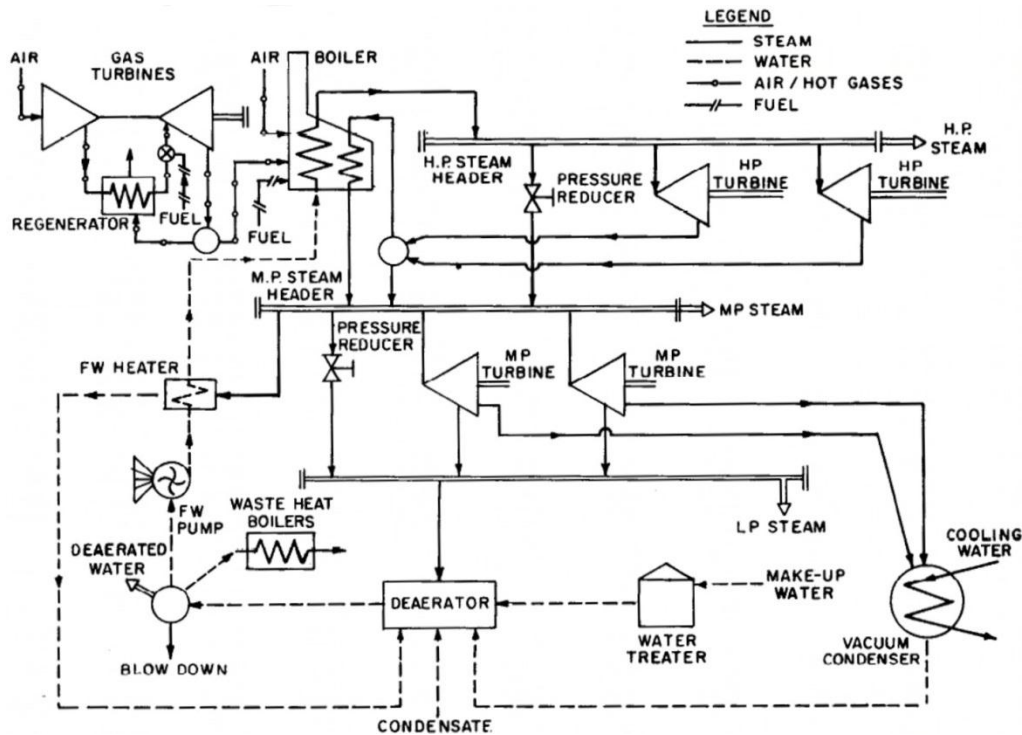 LEGEND
STEAM
WATER
AIR / HOT GASES
FUEL
AIR
GAS
TURBINES
AIR
BOILER
REGENERATOR
FUEL
FUEL
H.P. STEAM
HEADER
PRESSURE
REDUCER
HP
TURBINE
HP
TURBINE
H.P.
STEAM
M.P. STEAM
HEADER
MP STEAM
PRESSURE
REDUCER
MP
TURBINE
MP
TURBINE
FW HEATER
FW
PUMP
WASTE HEAT
BOILERS
LP STEAM
DEAERATED
WATER
COOLING
WATER
DEAERATOR
MAKE-UP
WATER
WATER
TREATER
VACUUM
CONDENSER
BLOW DOWN
CONDENSATE